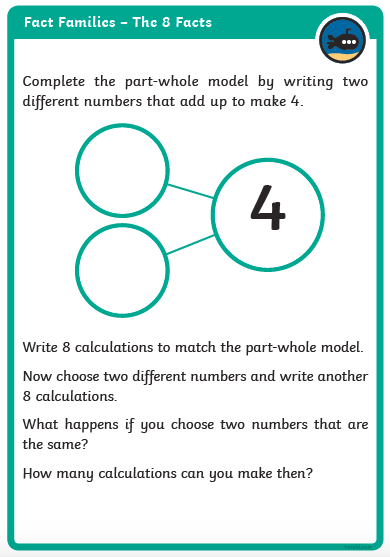 Fact Families – The 8 Facts
Complete the part-whole model by writing two
different numbers that add up to make 4.
4
Write 8 calculations to match the part-whole model.
Now choose two different numbers and write another
8 calculations.
What happens if you choose two numbers that are
the same?
How many calculations can you make then?